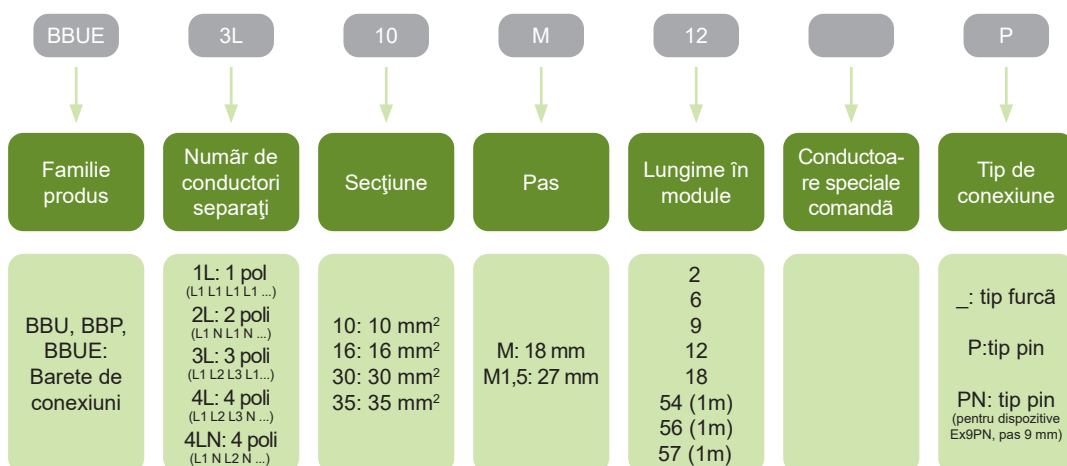 BBUE
3L
10
M
12
P
Familie
produs
Numãr de
conductori
separaţi
Secţiune
Pas
Lungime în
module
Conductoa-
re speciale
comandã
Tip de
conexiune
BBU, BBP,
BBUE:
Barete de
conexiuni
1L: 1 pol
(L1 L1 L1 L1 ...)
2L: 2 poli
(L1 N L1 N ...)
3L: 3 poli
(L1 L2 L3 L1...)
4L: 4 poli
(L1 L2 L3 N ...)
4LN: 4 poli
(L1 N L2 N ...)
10: 10 mm²
16: 16 mm²
30: 30 mm²
35: 35 mm²
M: 18 mm
M1,5: 27 mm
2
6
9
12
18
54 (1m)
56 (1m)
57 (1m)
_: tip furcã
P:tip pin
PN: tip pin
(pentru dispozitive
Ex9PN, pas 9 mm)